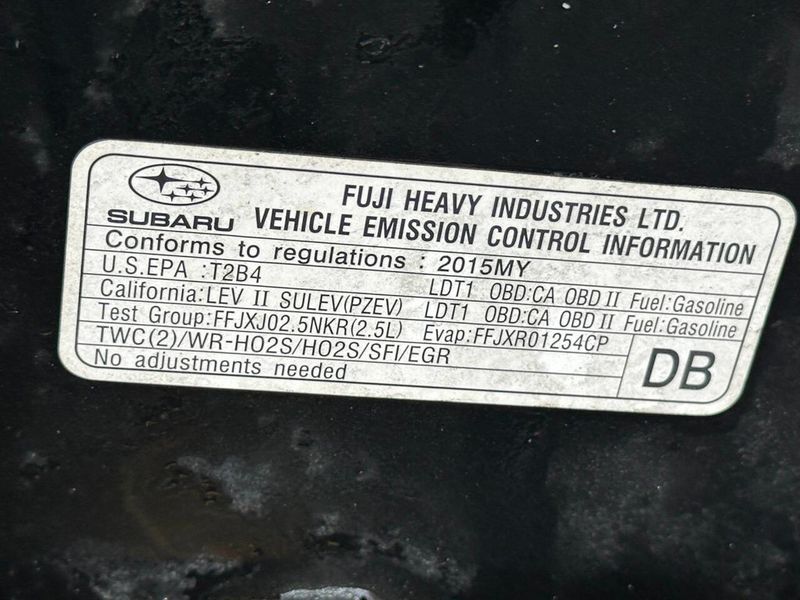 SUBARU
FUJI HEAVY INDUSTRIES LTD.
VEHICLE EMISSION CONTROL INFORMATION
Conforms to regulations : 2015MY
U.S.EPA :T2B4 LDT1 OBD:CA OBD II Fuel:Gasoline
California:LEV II SULEV(PZEV) LDT1 OBD:CA OBD II Fuel:Gasoline
Test Group:FFJXJ02.5NKR(2.5L) Evap:FFJXR01254CP
TWC(2)/WR-HO2S/HO2S/SFI/EGR
No adjustments needed
DB